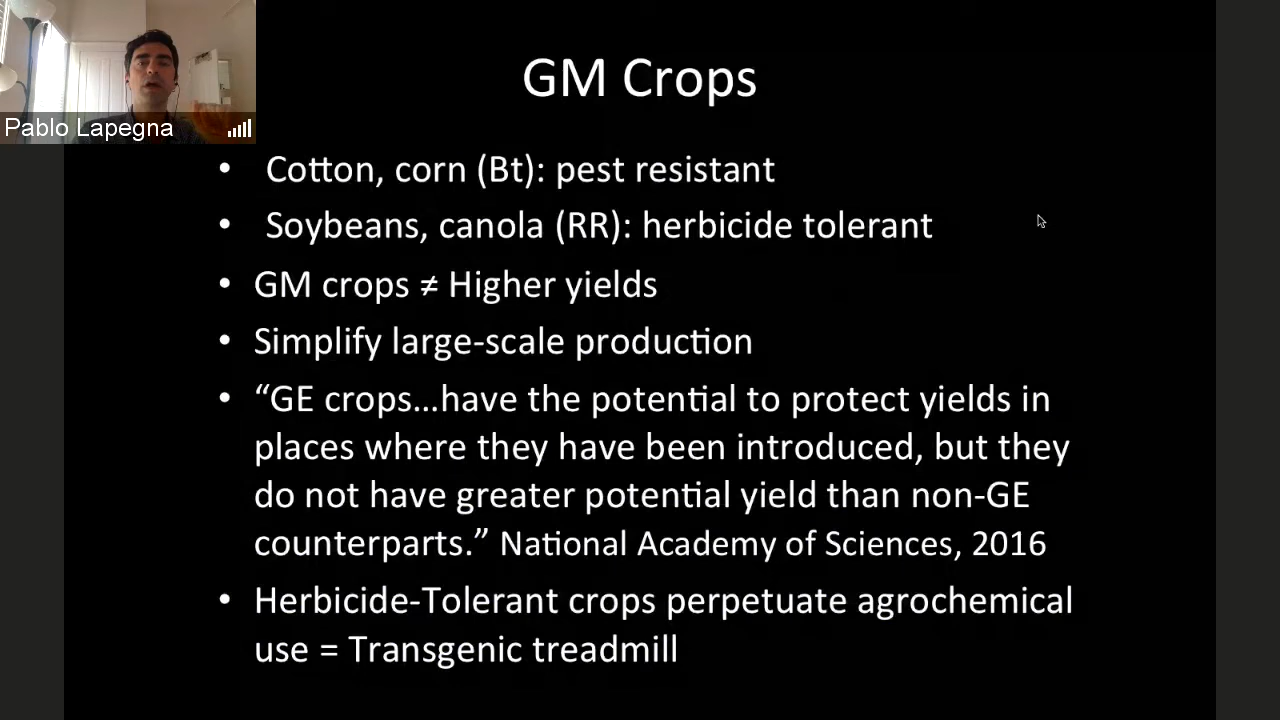 GM Crops
Pablo Lapegna
• Cotton, corn (Bt): pest resistant
• Soybeans, canola (RR): herbicide tolerant
• GM crops ≠ Higher yields
• Simplify large-scale production
• “GE crops…have the potential to protect yields in
places where they have been introduced, but they
do not have greater potential yield than non-GE
counterparts.” National Academy of Sciences, 2016
• Herbicide-Tolerant crops perpetuate agrochemical
use = Transgenic treadmill